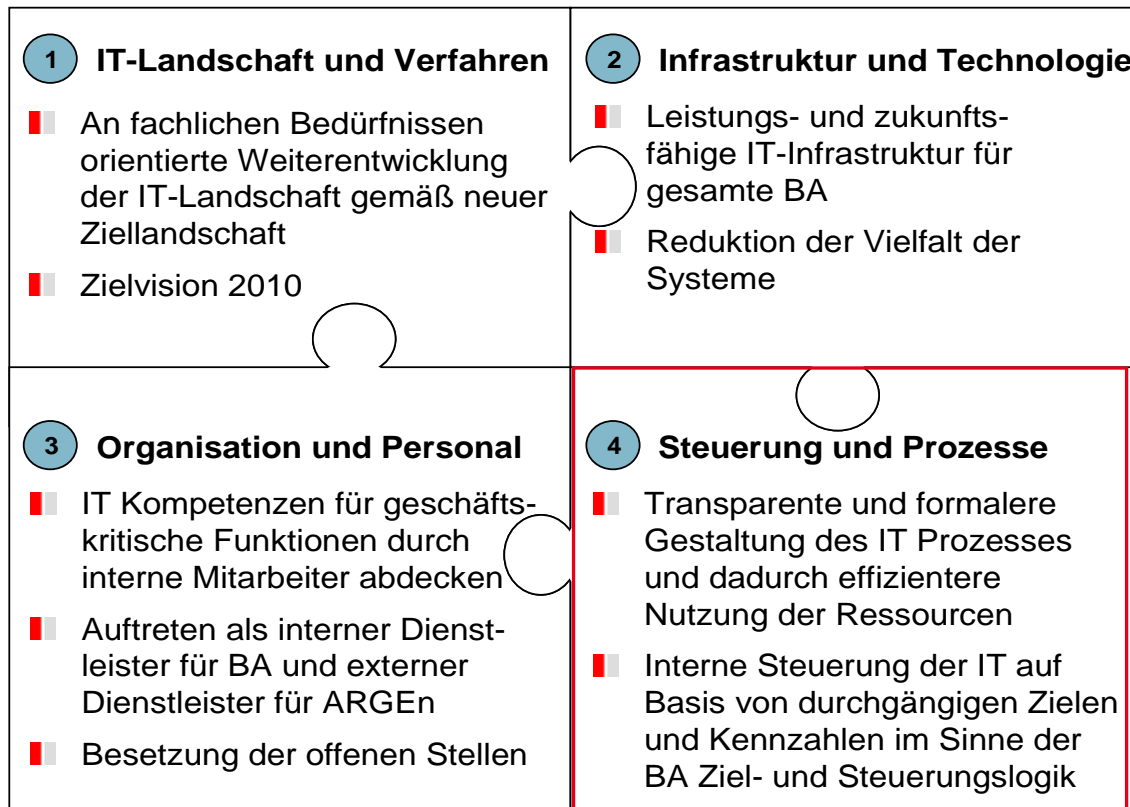 1 IT-Landschaft und Verfahren
An fachlichen Bedürfnissen
orientierte Weiterentwicklung
der IT-Landschaft gemäß neuer
Ziellandschaft
Zielvision 2010
2 Infrastruktur und Technologie
Leistungs- und zukunfts-
fähige IT-Infrastruktur für
gesamte BA
Reduktion der Vielfalt der
Systeme
3 Organisation und Personal
IT Kompetenzen für geschäfts-
kritische Funktionen durch
interne Mitarbeiter abdecken
Auftreten als interner Dienst-
leister für BA und externer
Dienstleister für ARGEn
Besetzung der offenen Stellen
4 Steuerung und Prozesse
Transparente und formalere
Gestaltung des IT Prozesses
und dadurch effizientere
Nutzung der Ressourcen
Interne Steuerung der IT auf
Basis von durchgängigen Zielen
und Kennzahlen im Sinne der
BA Ziel- und Steuerungslogik